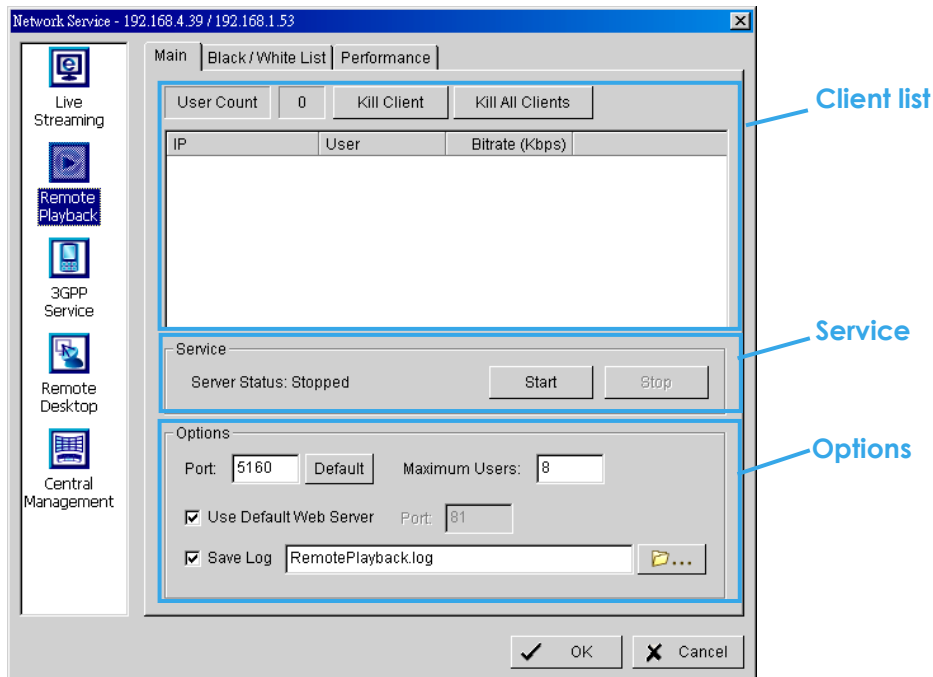 Network Service - 192.168.4.39 / 192.168.1.53
Live
Streaming
Remote
Playback
3GPP
Service
Remote
Desktop
Central
Management
Main
Black / White List
Performance
User Count 0 Kill Client Kill All Clients
IP User Bitrate (Kbps)
Service
Server Status: Stopped Start Stop
Options
Port: 5160 Default Maximum Users: 8
Use Default Web Server Port: 81
Save Log RemotePlayback.log ...
OK Cancel
Client list
Service
Options